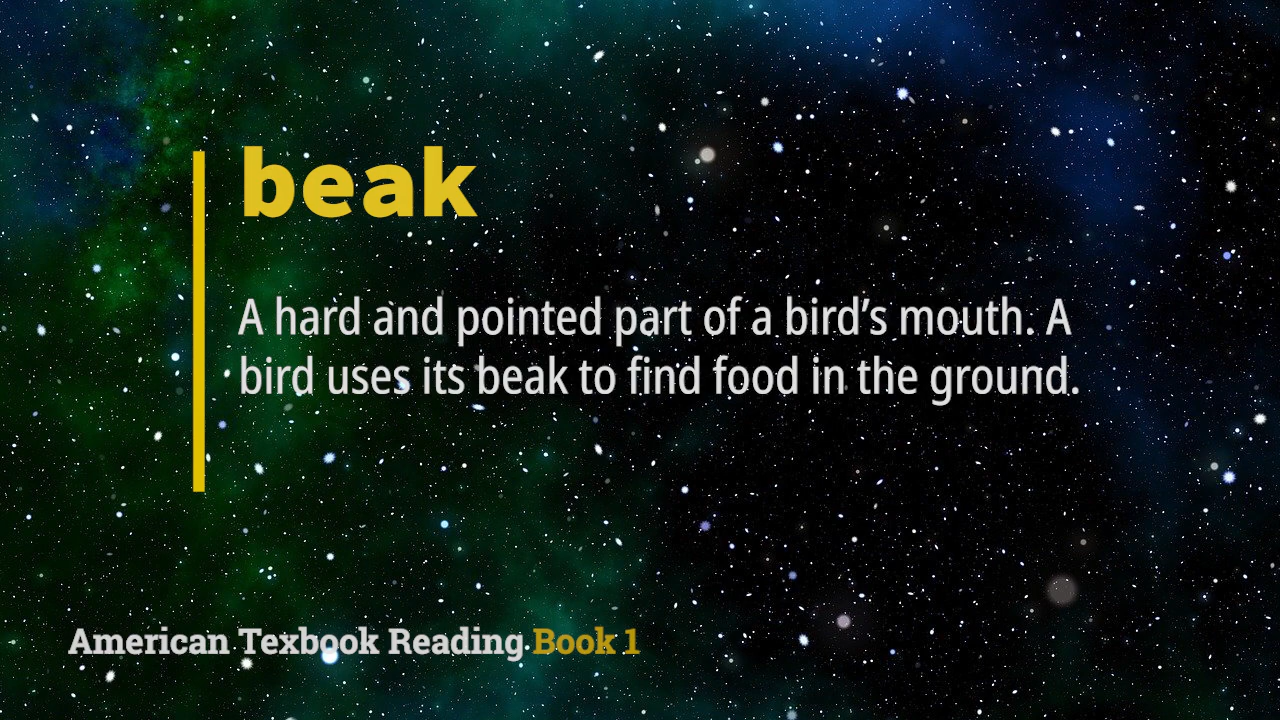 beak
A hard and pointed part of a bird’s mouth. A
bird uses its beak to find food in the ground.
American Texbook Reading Book 1